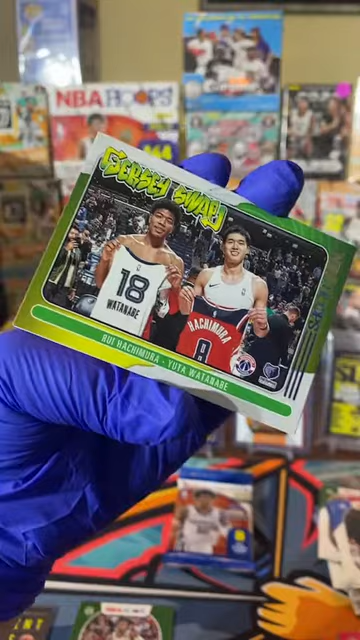 NBA HOOPS
JERSEY SWAP
18
WATANABE
HACHIMURA
8
RUI HACHIMURA - YUTA WATANABE